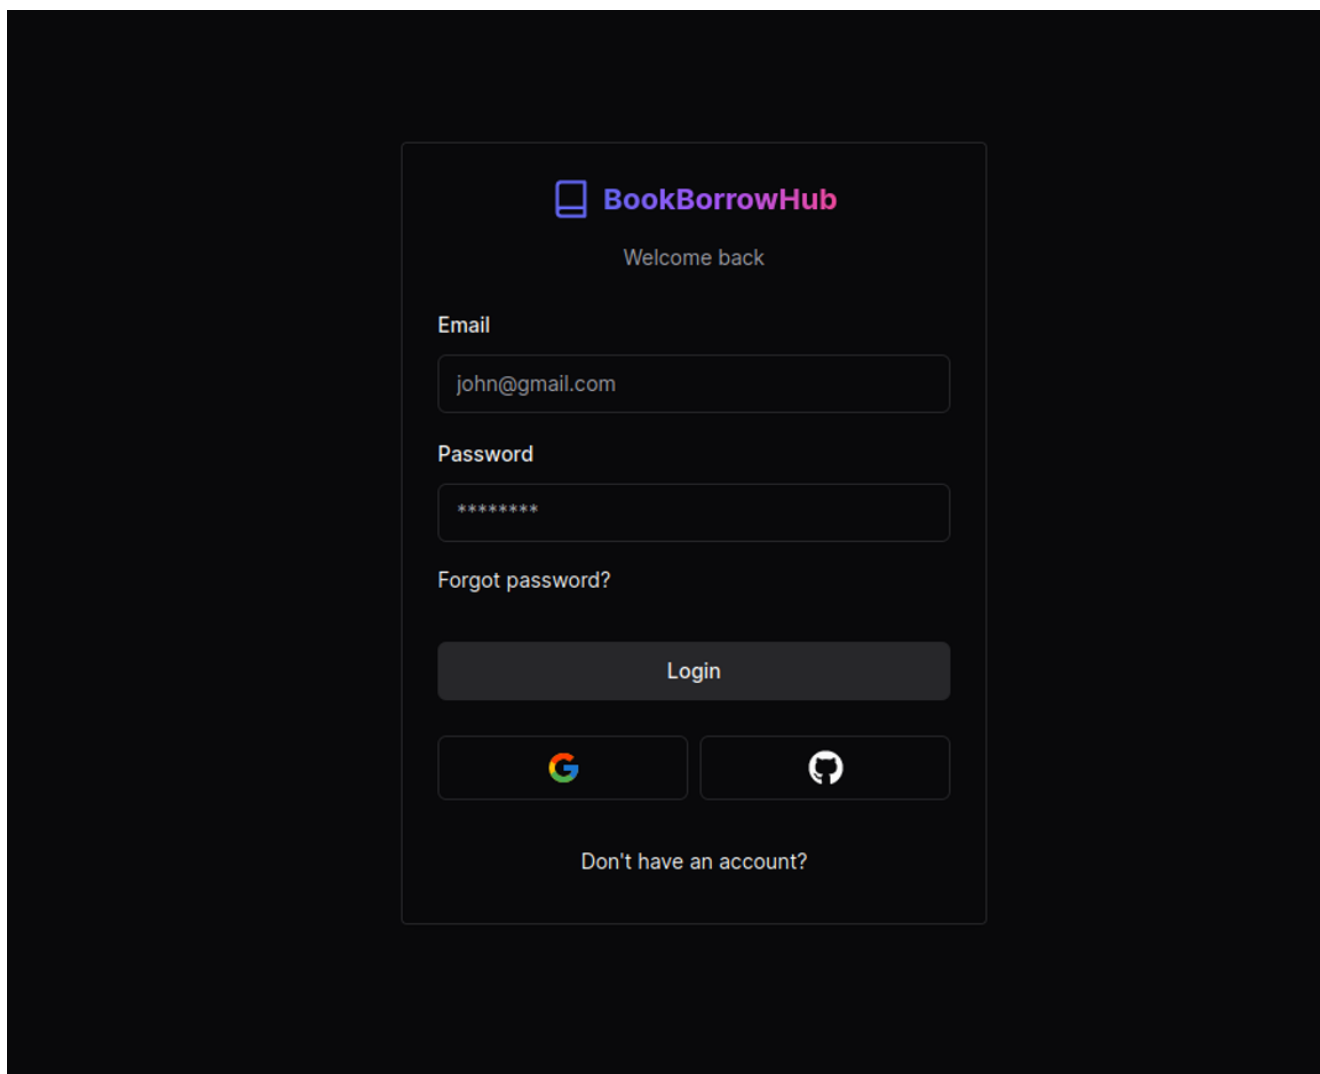 BookBorrowHub
Welcome back
Email
john@gmail.com
Password
********
Forgot password?
Login
Don't have an account?